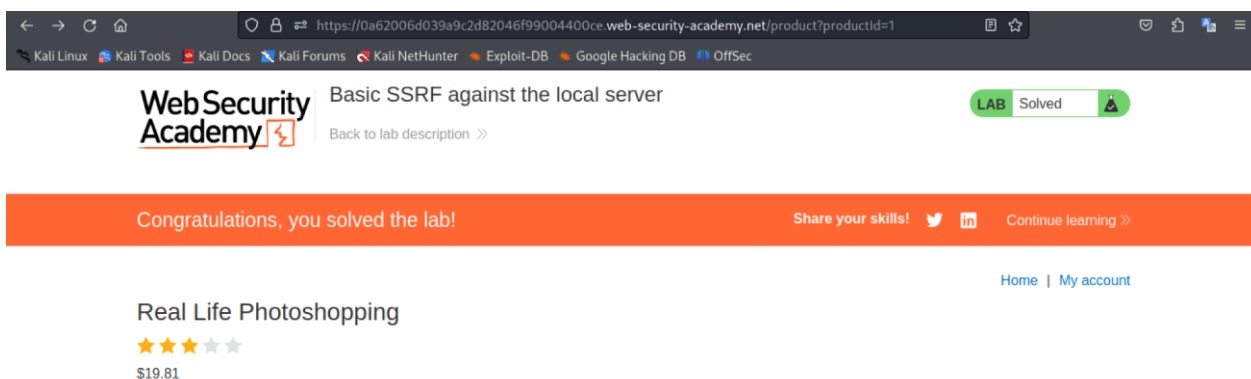 https://0a62006d039a9c2d82046f99004400ce.web-security-academy.net/product?productId=1
Kali Linux Kali Tools Kali Docs Kali Forums Kali NetHunter Exploit-DB Google Hacking DB OffSec
Web Security
Academy
Basic SSRF against the local server
Back to lab description
LAB Solved
Congratulations, you solved the lab!
Share your skills!
Continue learning
Home | My account
Real Life Photoshopping
$19.81